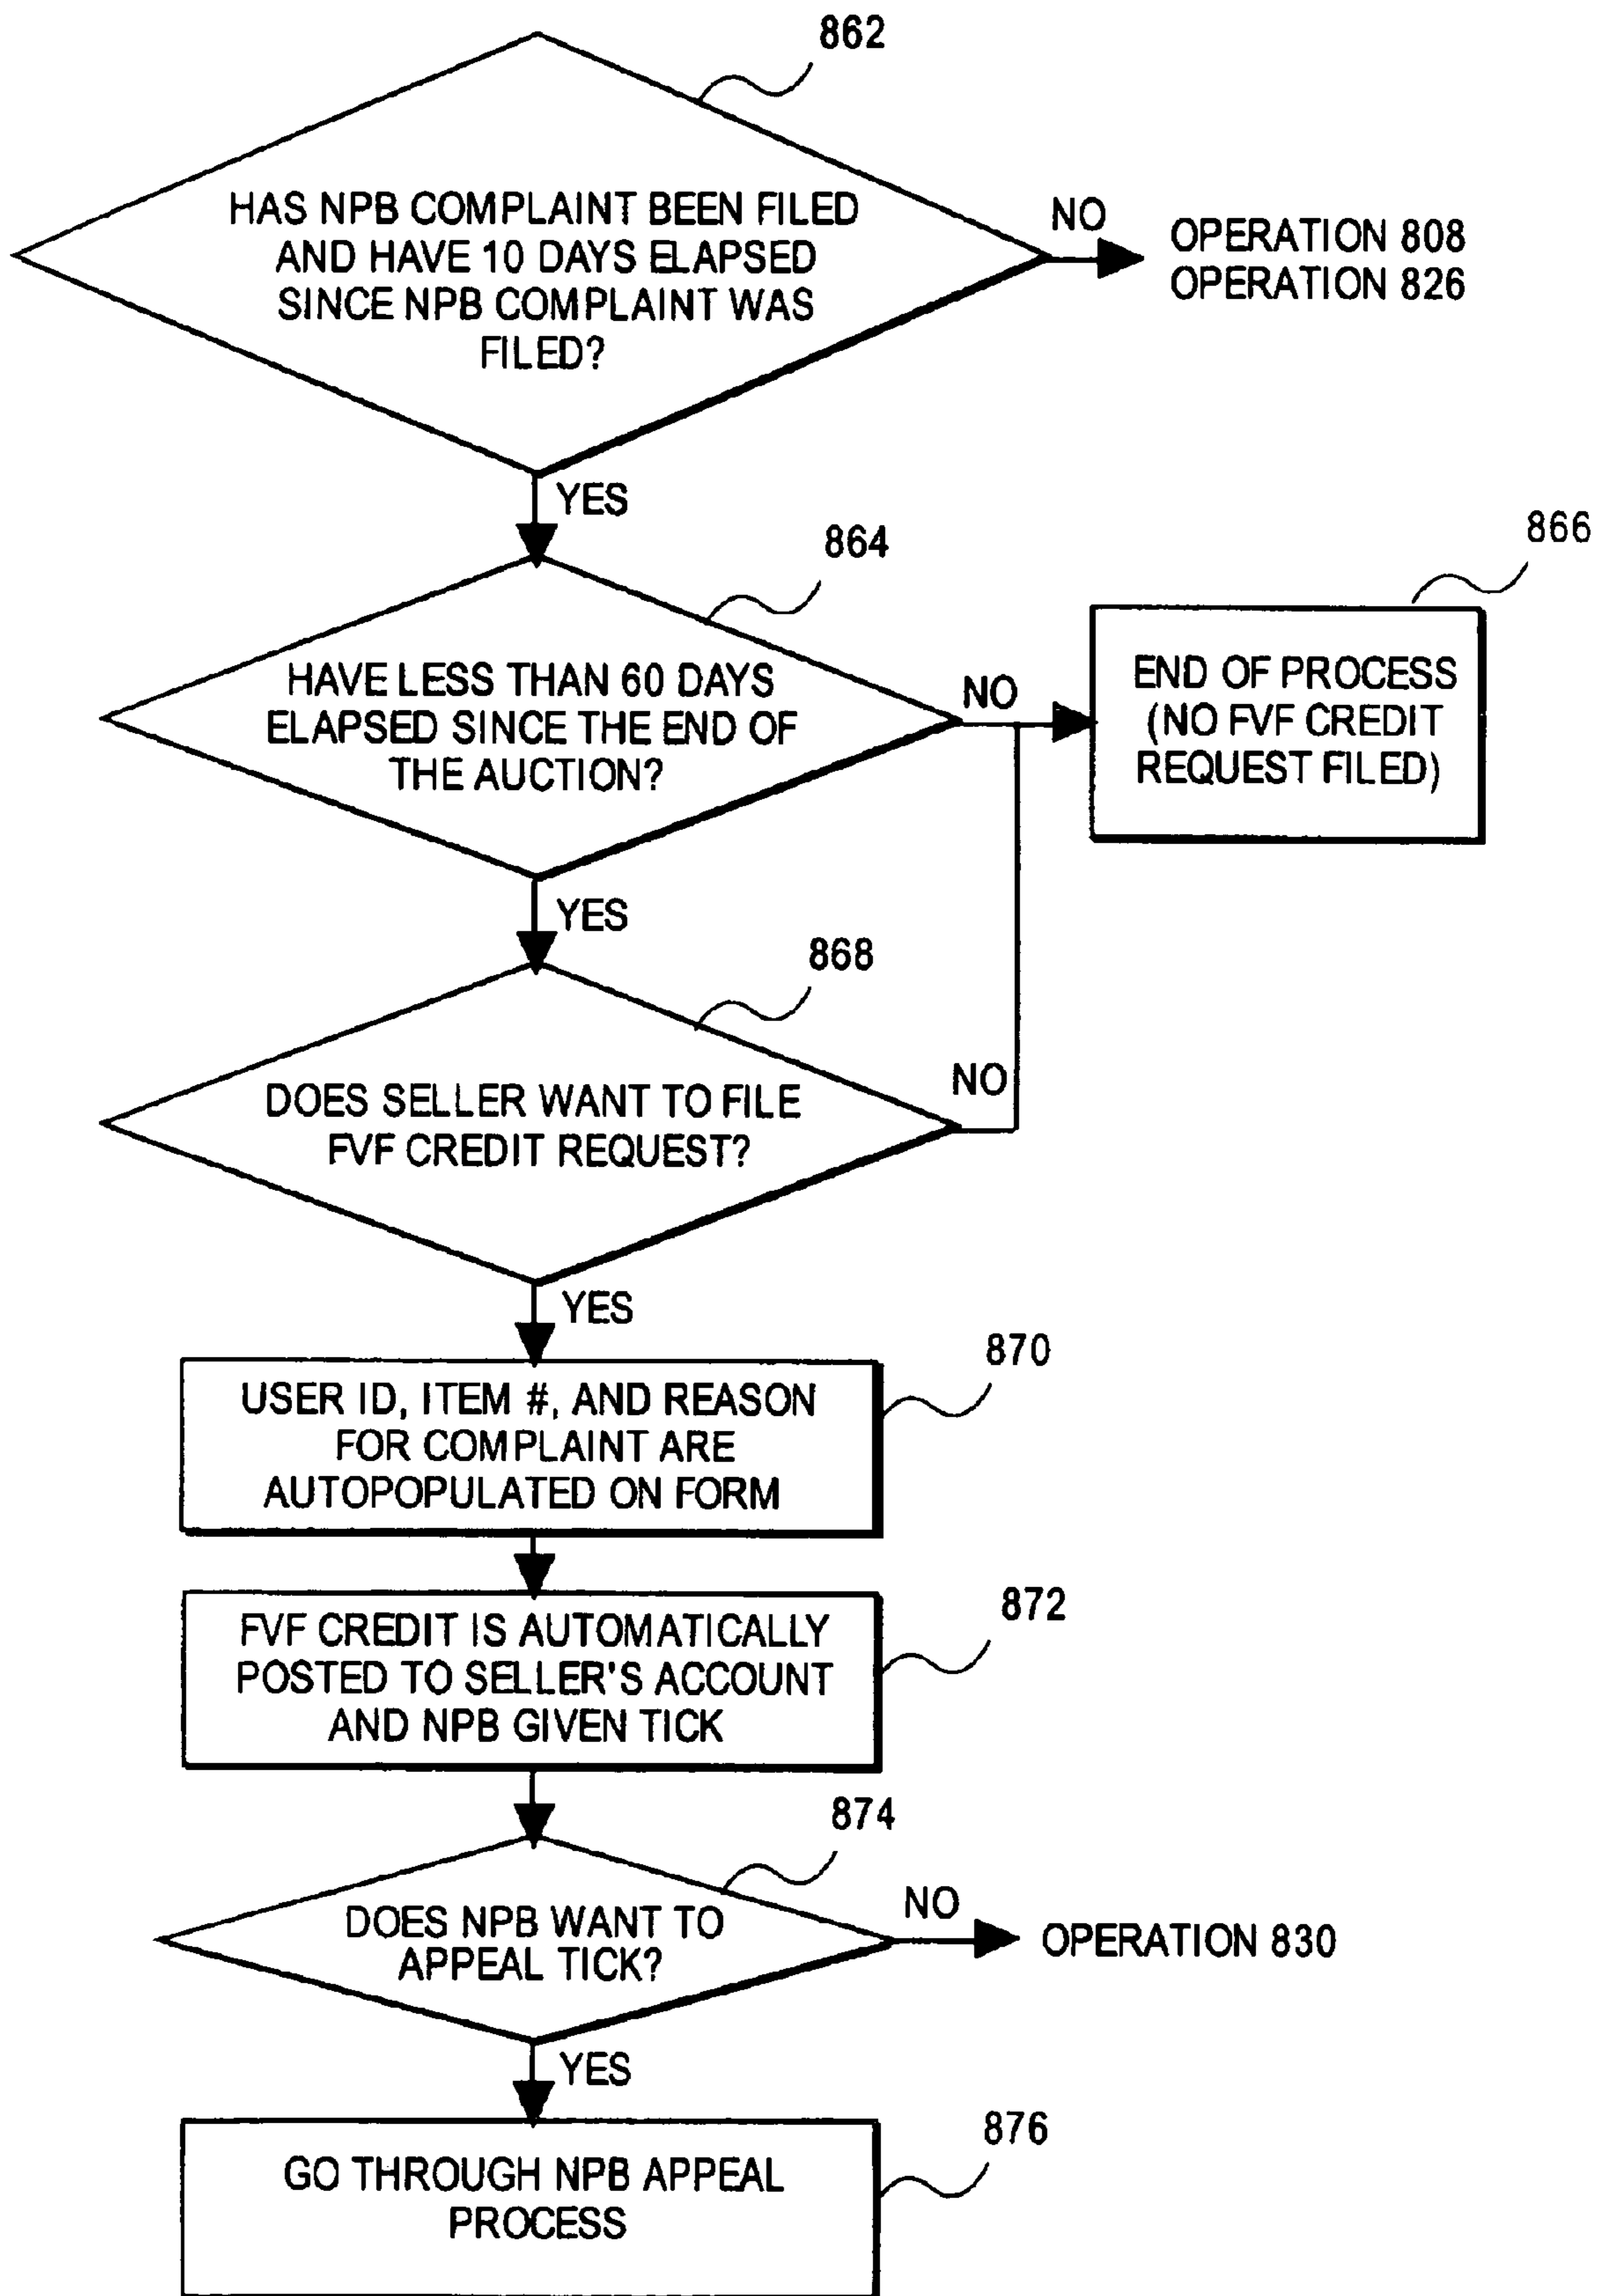 862
HAS NPB COMPLAINT BEEN FILED
AND HAVE 10 DAYS ELAPSED
SINCE NPB COMPLAINT WAS
FILED?
NO
OPERATION 808
OPERATION 826
YES
864
866
HAVE LESS THAN 60 DAYS
ELAPSED SINCE THE END OF
THE AUCTION?
NO
END OF PROCESS
(NO FVF CREDIT
REQUEST FILED)
YES
868
DOES SELLER WANT TO FILE
FVF CREDIT REQUEST?
NO
YES
870
USER ID, ITEM #, AND REASON
FOR COMPLAINT ARE
AUTOPOPULATED ON FORM
872
FVF CREDIT IS AUTOMATICALLY
POSTED TO SELLER'S ACCOUNT
AND NPB GIVEN TICK
874
DOES NPB WANT TO
APPEAL TICK?
NO
OPERATION 830
YES
876
GO THROUGH NPB APPEAL
PROCESS